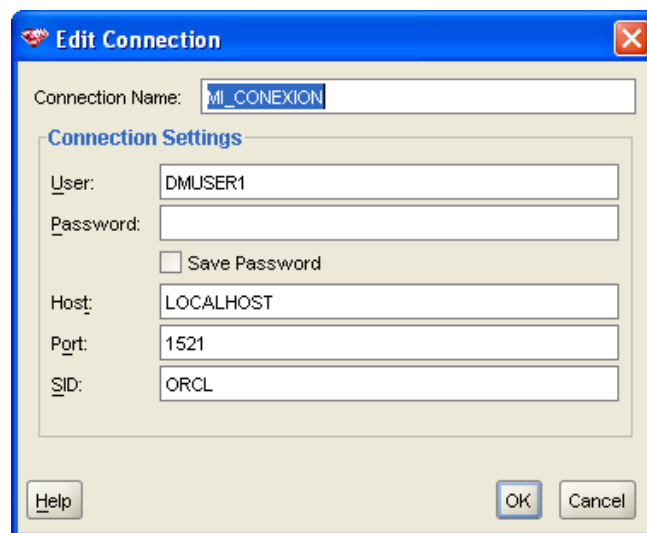 Edit Connection
Connection Name: MI_CONEXION
Connection Settings
User: DMUSER1
Password:
Save Password
Host: LOCALHOST
Port: 1521
SID: ORCL
Help OK Cancel